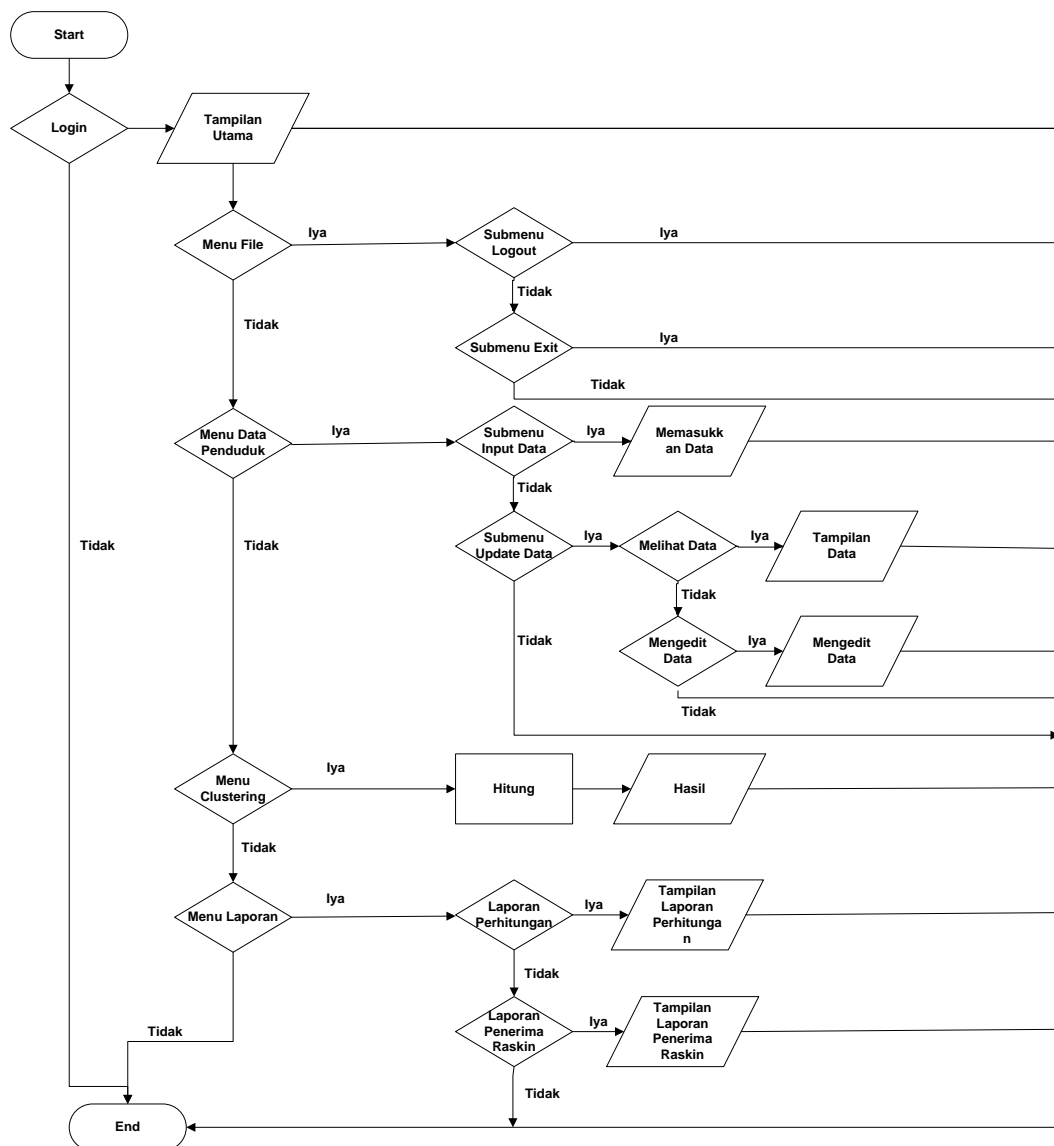 Start
Login
Tampilan
Utama
Menu File
Iya
Submenu
Logout
Iya
Tidak
Tidak
Submenu Exit
Iya
Tidak
Menu Data
Penduduk
Iya
Submenu
Input Data
Iya
Memasukk
an Data
Tidak
Tidak
Tidak
Submenu
Update Data
Iya
Melihat Data
Iya
Tampilan
Data
Tidak
Tidak
Mengedit
Data
Iya
Mengedit
Data
Tidak
Menu
Clustering
Iya
Hitung
Hasil
Tidak
Menu Laporan
Iya
Laporan
Perhitungan
Iya
Tampilan
Laporan
Perhitunga
n
Tidak
Tidak
Laporan
Penerima
Raskin
Iya
Tampilan
Laporan
Penerima
Raskin
Tidak
End